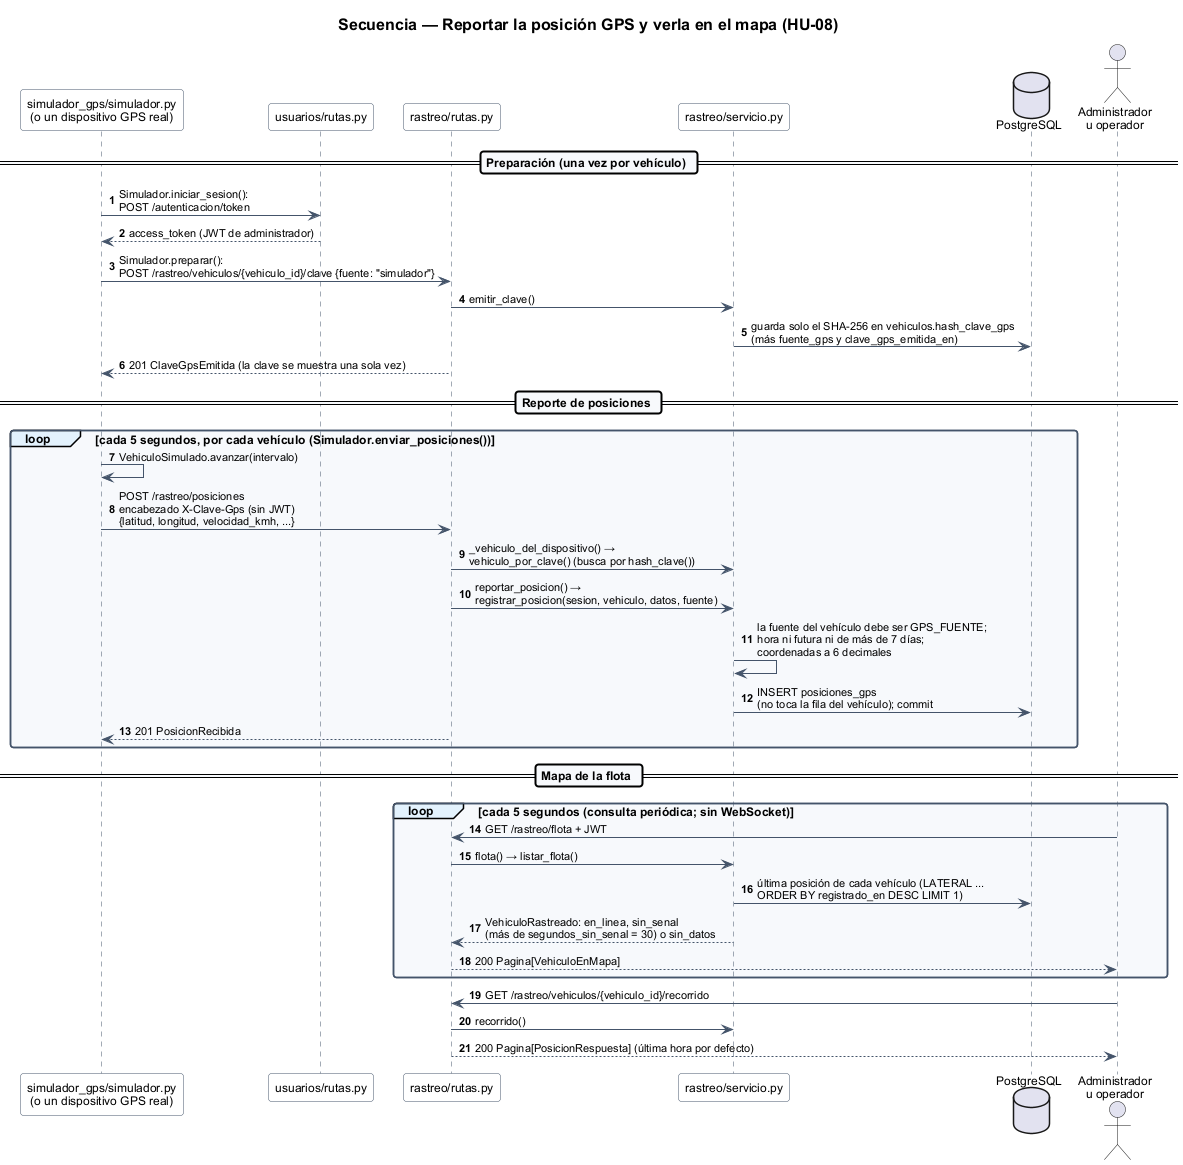 Secuencia — Reportar la posición GPS y verla en el mapa (HU-08)
simulador_gps/simulador.py
(o un dispositivo GPS real)
usuarios/rutas.py
rastreo/rutas.py
rastreo/servicio.py
PostgreSQL
Administrador
u operador
Preparación (una vez por vehículo)
1 Simulador.iniciar_sesion():
POST /autenticacion/token
2 access_token (JWT de administrador)
3 Simulador.preparar():
POST /rastreo/vehiculos/{vehiculo_id}/clave {fuente: "simulador"}
4 emitir_clave()
5 guarda solo el SHA-256 en vehiculos.hash_clave_gps
(más fuente_gps y clave_gps_emitida_en)
6 201 ClaveGpsEmitida (la clave se muestra una sola vez)
Reporte de posiciones
loop [cada 5 segundos, por cada vehículo (Simulador.enviar_posiciones())]
7 VehiculoSimulado.avanzar(intervalo)
POST /rastreo/posiciones
8 encabezado X-Clave-Gps (sin JWT)
{latitud, longitud, velocidad_kmh, ...}
9 _vehiculo_del_dispositivo() →
vehiculo_por_clave() (busca por hash_clave())
10 reportar_posicion() →
registrar_posicion(sesion, vehiculo, datos, fuente)
la fuente del vehículo debe ser GPS_FUENTE;
11 hora ni futura ni de más de 7 días;
coordenadas a 6 decimales
12 INSERT posiciones_gps
(no toca la fila del vehículo); commit
13 201 PosicionRecibida
Mapa de la flota
loop [cada 5 segundos (consulta periódica; sin WebSocket)]
14 GET /rastreo/flota + JWT
15 flota() → listar_flota()
16 última posición de cada vehículo (LATERAL ...
ORDER BY registrado_en DESC LIMIT 1)
17 VehiculoRastreado: en_linea, sin_senal
(más de segundos_sin_senal = 30) o sin_datos
18 200 Pagina[VehiculoEnMapa]
19 GET /rastreo/vehiculos/{vehiculo_id}/recorrido
20 recorrido()
21 200 Pagina[PosicionRespuesta] (última hora por defecto)
simulador_gps/simulador.py
(o un dispositivo GPS real)
usuarios/rutas.py
rastreo/rutas.py
rastreo/servicio.py
PostgreSQL
Administrador
u operador